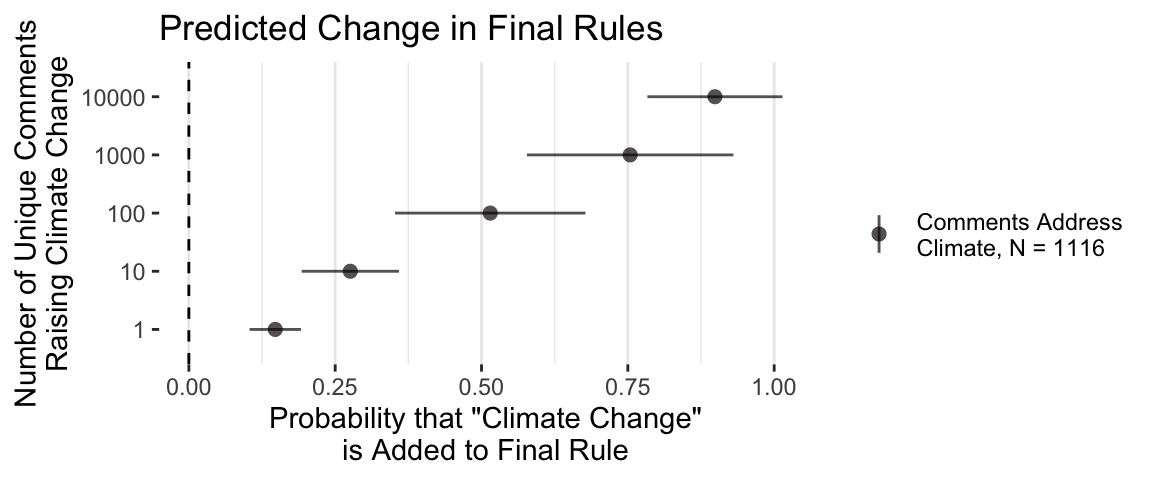 Predicted Change in Final Rules
Number of Unique Comments
Raising Climate Change
10000
1000
100
10
1
0.00 0.25 0.50 0.75 1.00
Probability that "Climate Change"
is Added to Final Rule
Comments Address
Climate, N = 1116